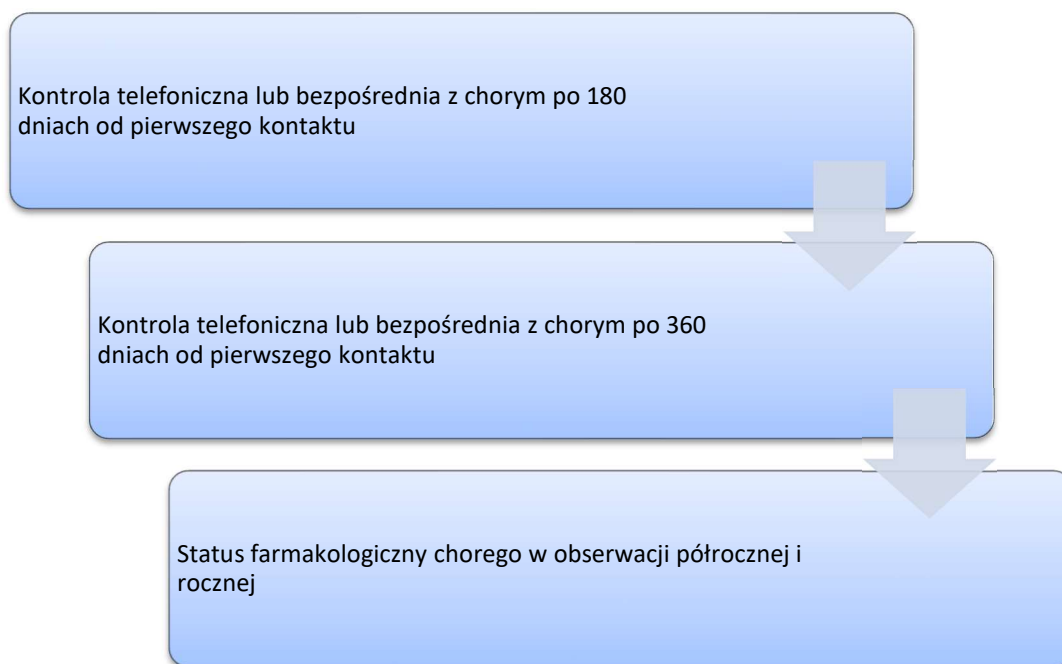 Kontrola telefoniczna lub bezpośrednia z chorym po 180
dniach od pierwszego kontaktu
Kontrola telefoniczna lub bezpośrednia z chorym po 360
dniach od pierwszego kontaktu
Status farmakologiczny chorego w obserwacji półrocznej i
rocznej